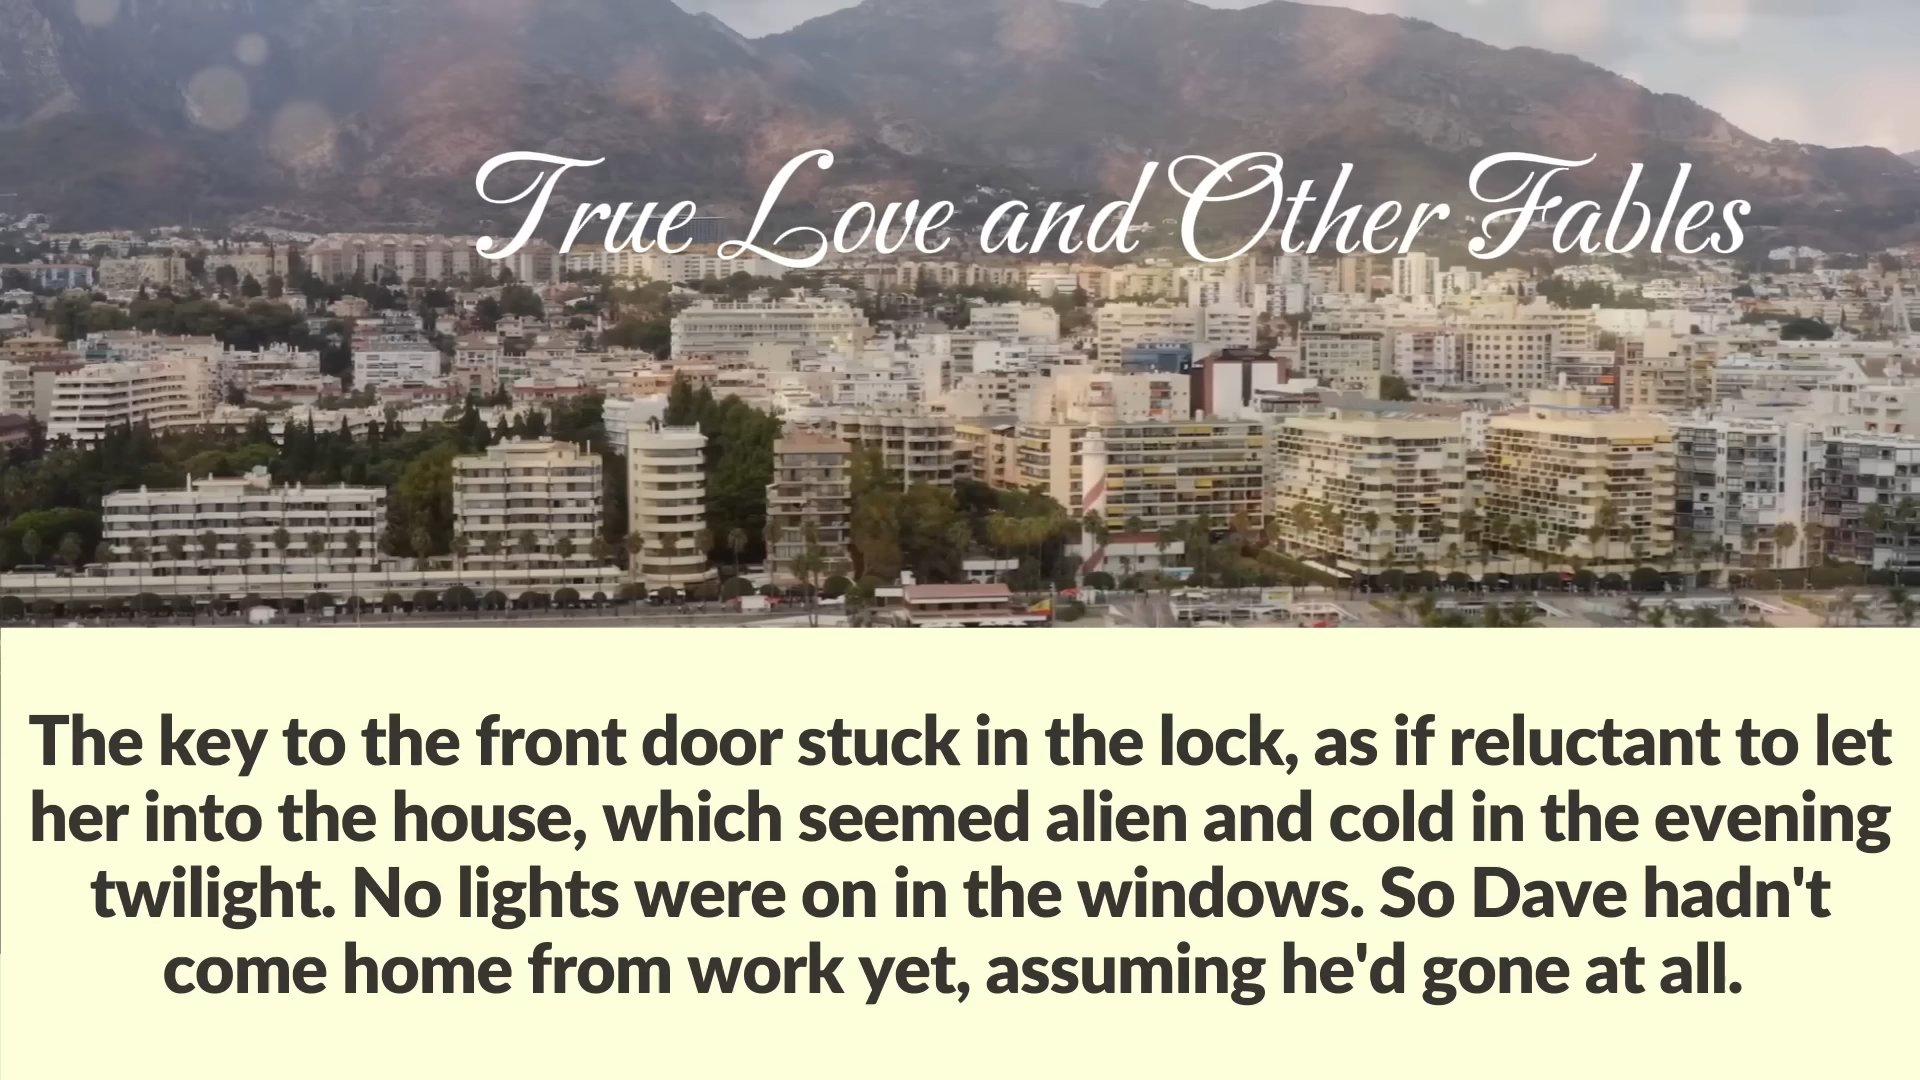 True Love and Other Fables
The key to the front door stuck in the lock, as if reluctant to let
her into the house, which seemed alien and cold in the evening
twilight. No lights were on in the windows. So Dave hadn't
come home from work yet, assuming he'd gone at all.